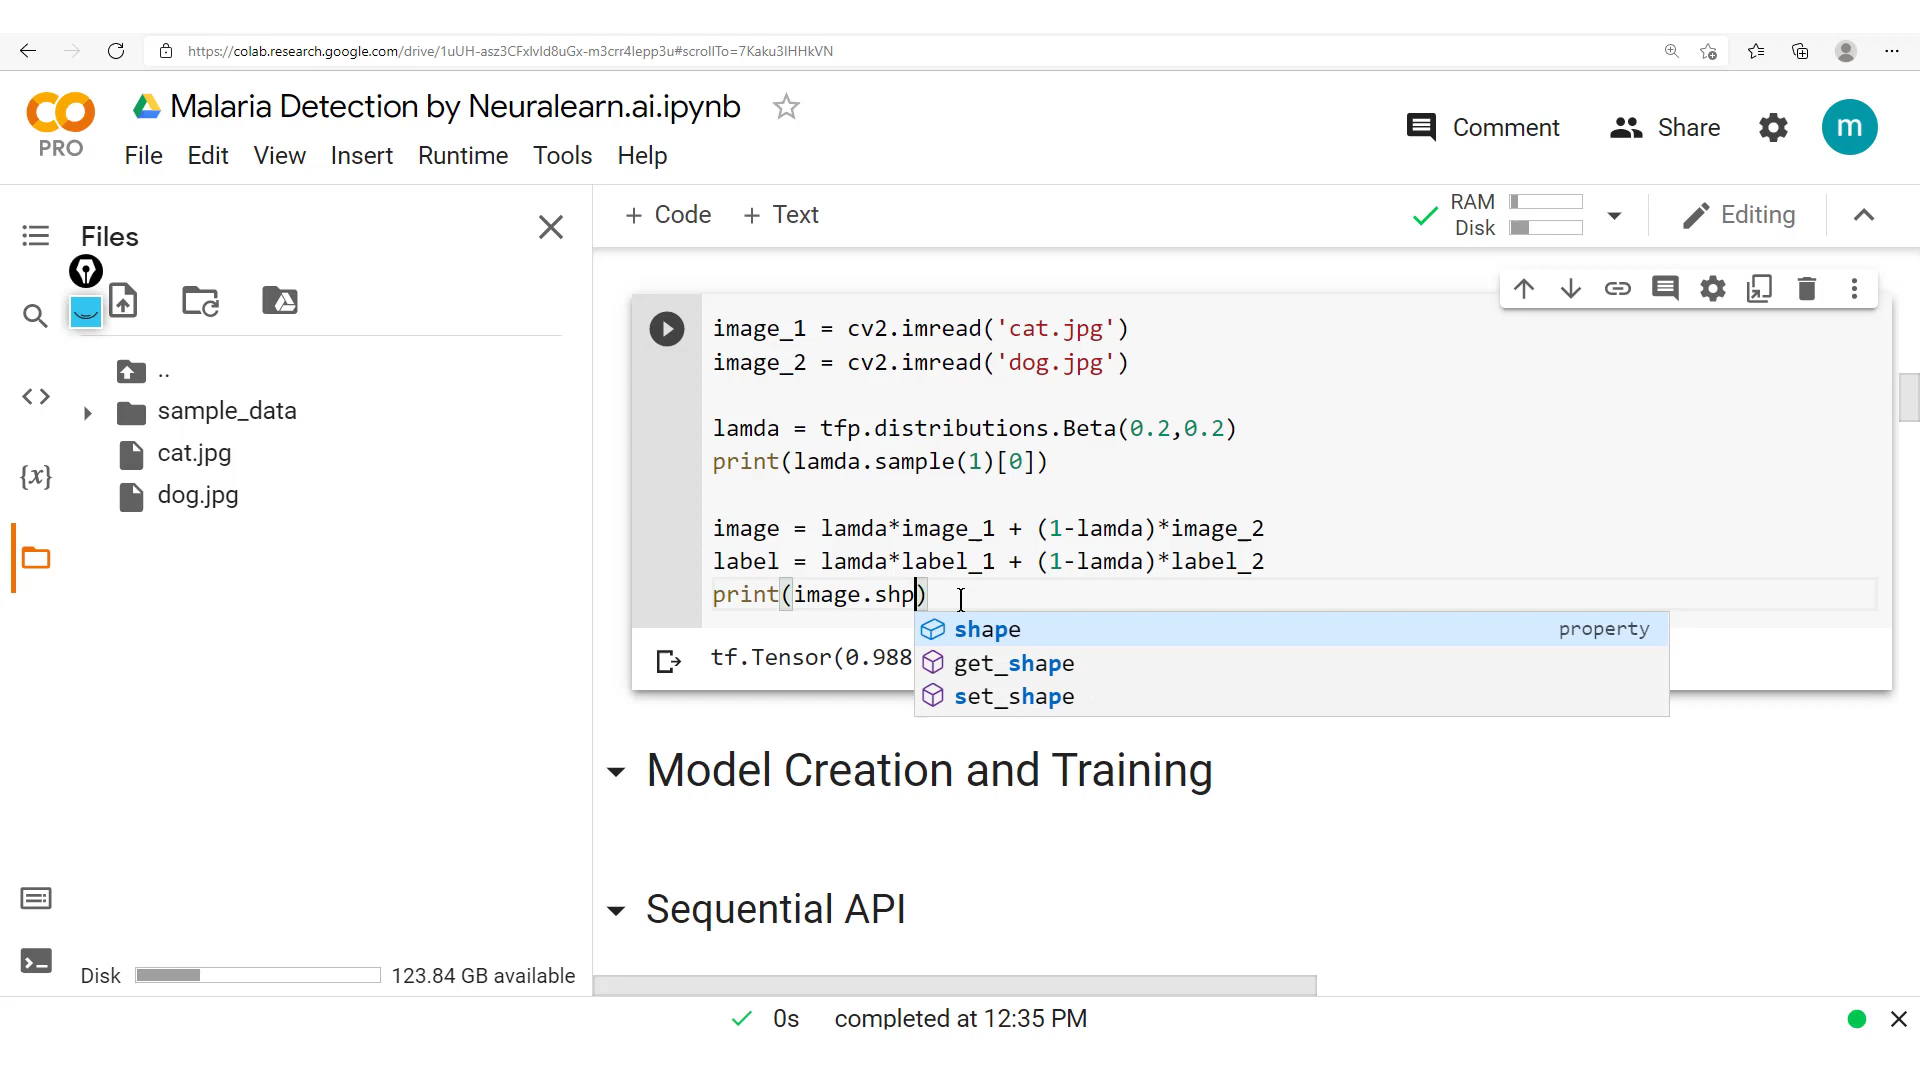 https://colab.research.google.com/drive/1uUH-asz3CFxlvld8uGx-m3crr4lepp3u#scrollTo=7Kaku3IHHkVN
CO
PRO
Malaria Detection by Neuralearn.ai.ipynb
File Edit View Insert Runtime Tools Help
Comment
Share
m
Files
+ Code + Text
RAM
Disk
Editing
..
sample_data
cat.jpg
dog.jpg
{x}
Disk 123.84 GB available
image_1 = cv2.imread('cat.jpg')
image_2 = cv2.imread('dog.jpg')
lamda = tfp.distributions.Beta(0.2,0.2)
print(lamda.sample(1)[0])
image = lamda*image_1 + (1-lamda)*image_2
label = lamda*label_1 + (1-lamda)*label_2
print(image.shp)
shape property
get_shape
set_shape
tf.Tensor(0.988
Model Creation and Training
Sequential API
0s completed at 12:35 PM